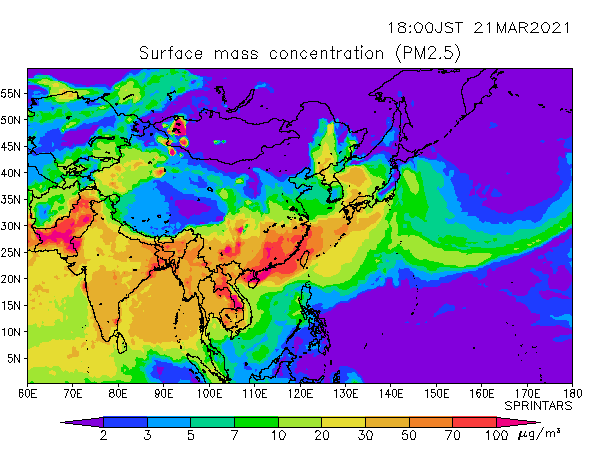 18:00JST 21MAR2021
Surface mass concentration (PM2.5)
55N
50N
45N
40N
35N
30N
25N
20N
15N
10N
5N
60E 70E 80E 90E 100E 110E 120E 130E 140E 150E 160E 170E 180
SPRINTARS
2 3 5 7 10 20 30 50 70 100 μg/m³